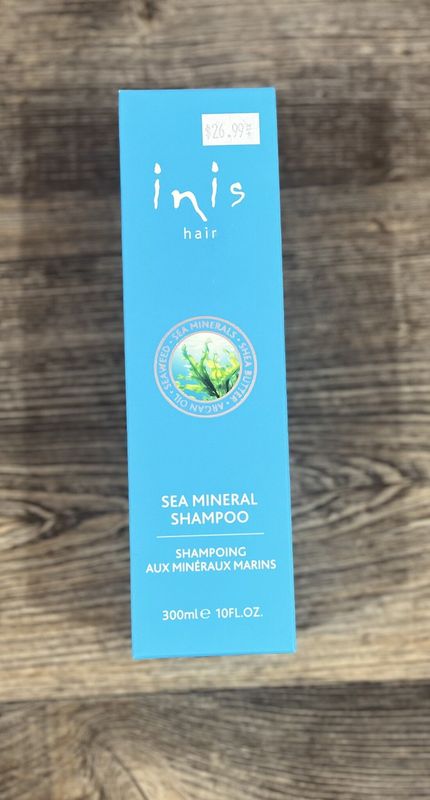 $26.99
inis
hair
SEA MINERALS • SHEA BUTTER • ARGAN OIL • SEAWEED •
SEA MINERAL
SHAMPOO
SHAMPOING
AUX MINÉRAUX MARINS
300ml℮ 10FL.OZ.